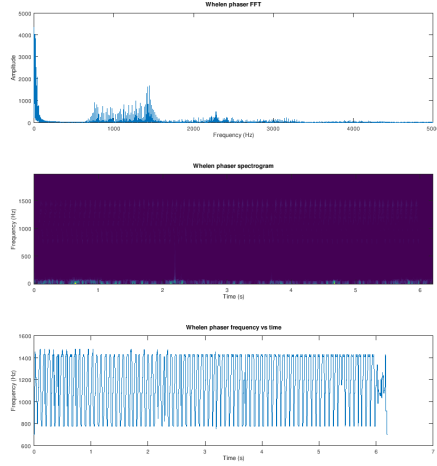 Whelen phaser FFT
5000
4000
3000
2000
1000
0
Amplitude
0 1000 2000 3000 4000 5000
Frequency (Hz)
Whelen phaser spectrogram
1500
1000
500
0
Frequency (Hz)
0 1 2 3 4 5 6
Time (s)
Whelen phaser frequency vs time
1600
1400
1200
1000
800
600
Frequency (Hz)
0 1 2 3 4 5 6 7
Time (s)